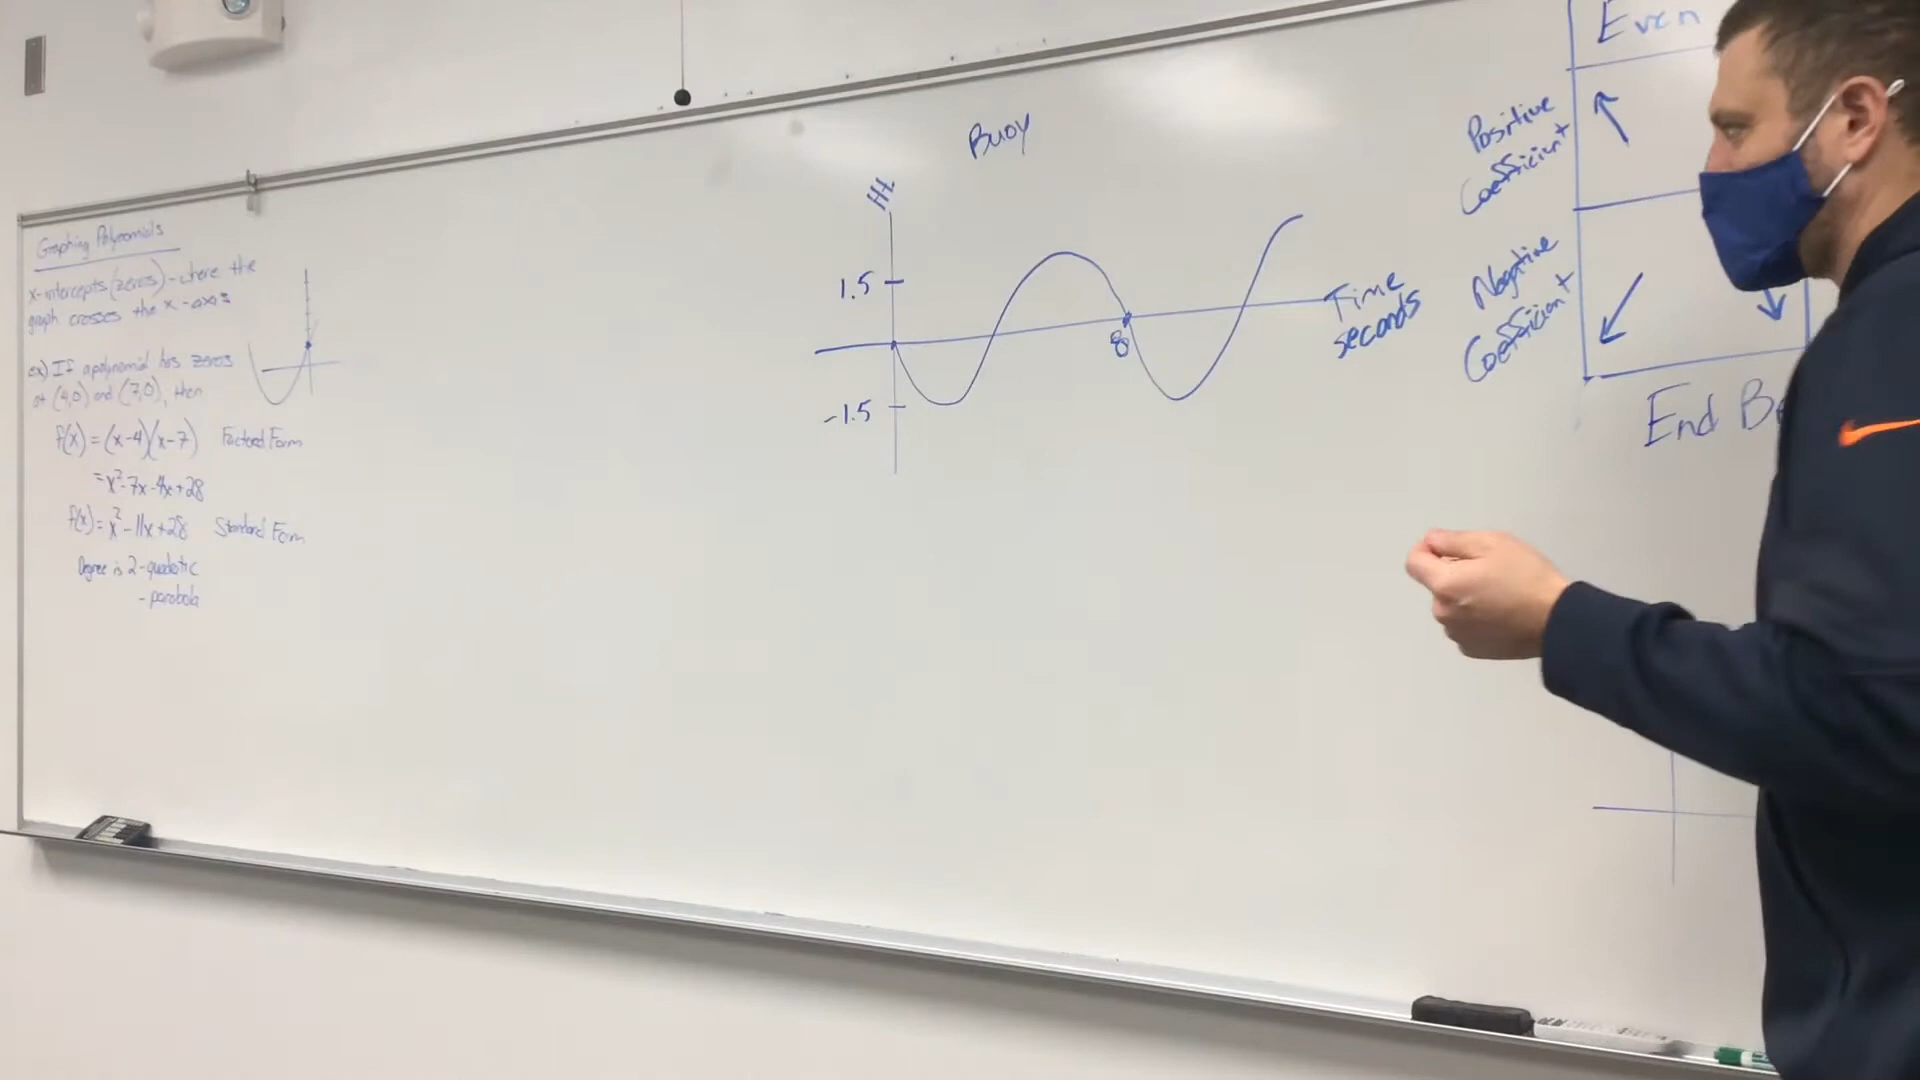 Graphing Polynomials
x-intercepts (zeros) - where the
graph crosses the x-axis
ex) If a polynomial has zeros
at (4,0) and (7,0), then
f(x) = (x-4)(x-7) Factored Form
= x²-7x-4x+28
f(x) = x²-11x+28 Standard Form
Degree is 2 - quadratic
- parabola
Buoy
Ht.
1.5
-1.5
8
Time
seconds
Even
Positive
Coefficient
Negative
Coefficient
End